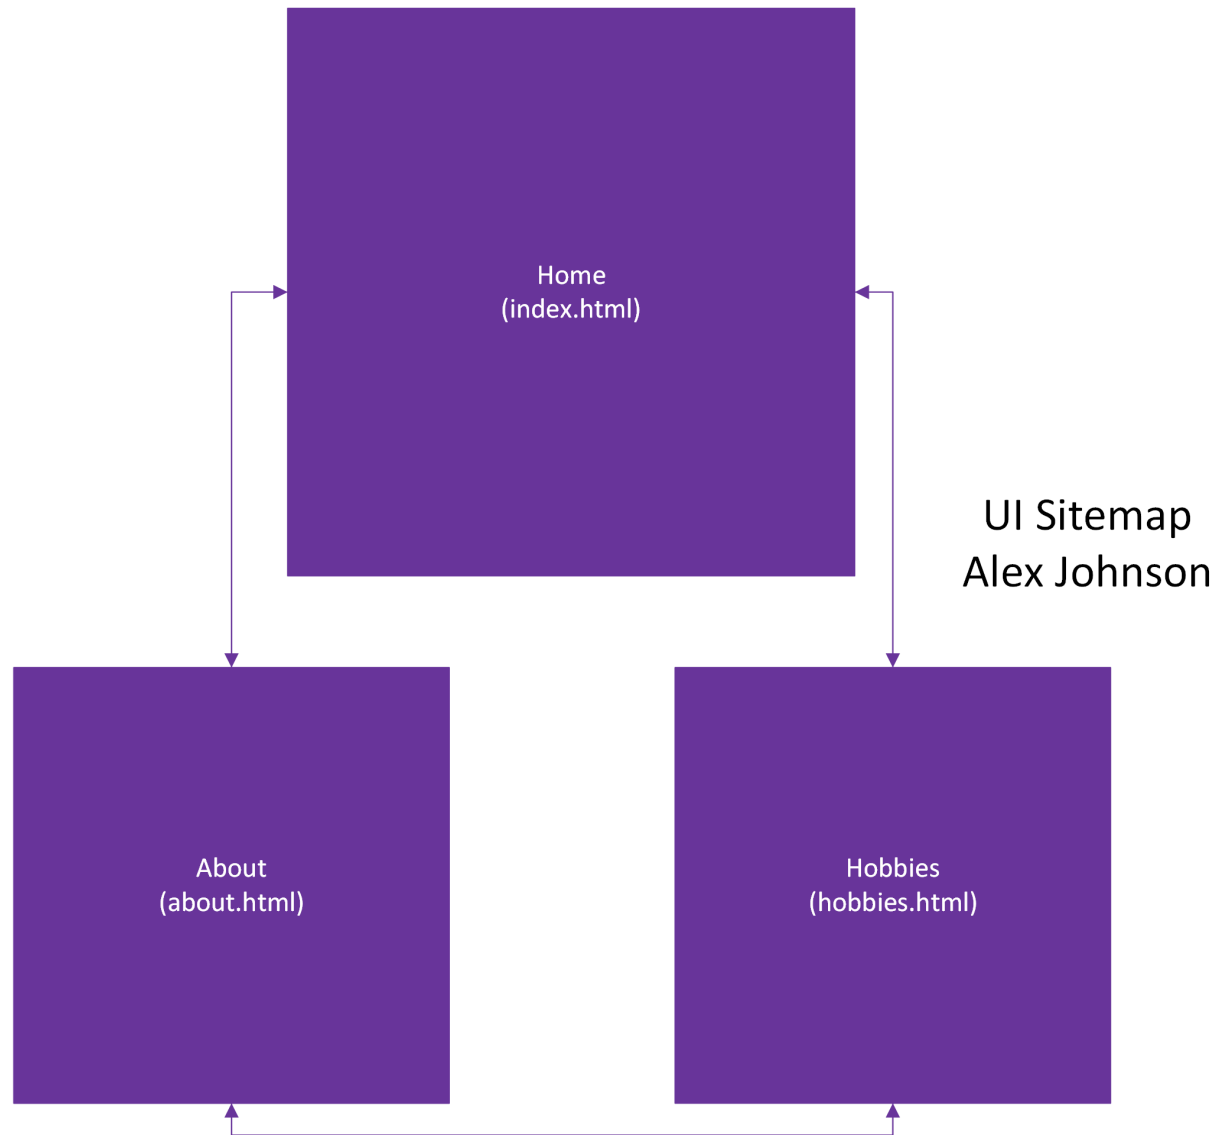 Home
(index.html)
UI Sitemap
Alex Johnson
About
(about.html)
Hobbies
(hobbies.html)